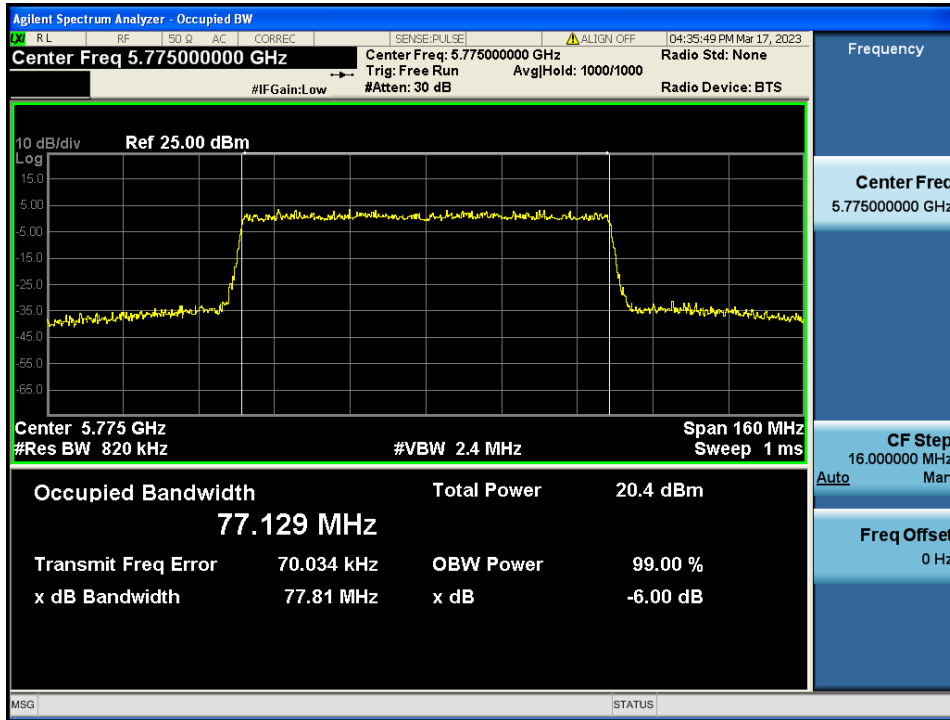 Agilent Spectrum Analyzer - Occupied BW
LXI RL RF 50 Ω AC CORREC SENSE:PULSE ALIGN OFF 04:35:49 PM Mar 17, 2023
Center Freq 5.775000000 GHz
Center Freq: 5.775000000 GHz
Radio Std: None
Trig: Free Run Avg|Hold: 1000/1000
#IFGain:Low
#Atten: 30 dB
Radio Device: BTS
10 dB/div Ref 25.00 dBm
Log
15.0
5.00
-5.00
-15.0
-25.0
-35.0
-45.0
-55.0
-65.0
Center 5.775 GHz Span 160 MHz
#Res BW 820 kHz #VBW 2.4 MHz Sweep 1 ms
Occupied Bandwidth Total Power 20.4 dBm
77.129 MHz
Transmit Freq Error 70.034 kHz OBW Power 99.00 %
x dB Bandwidth 77.81 MHz x dB -6.00 dB
MSG STATUS
Frequency
Center Freq
5.775000000 GHz
CF Step
16.000000 MHz
Auto Man
Freq Offset
0 Hz